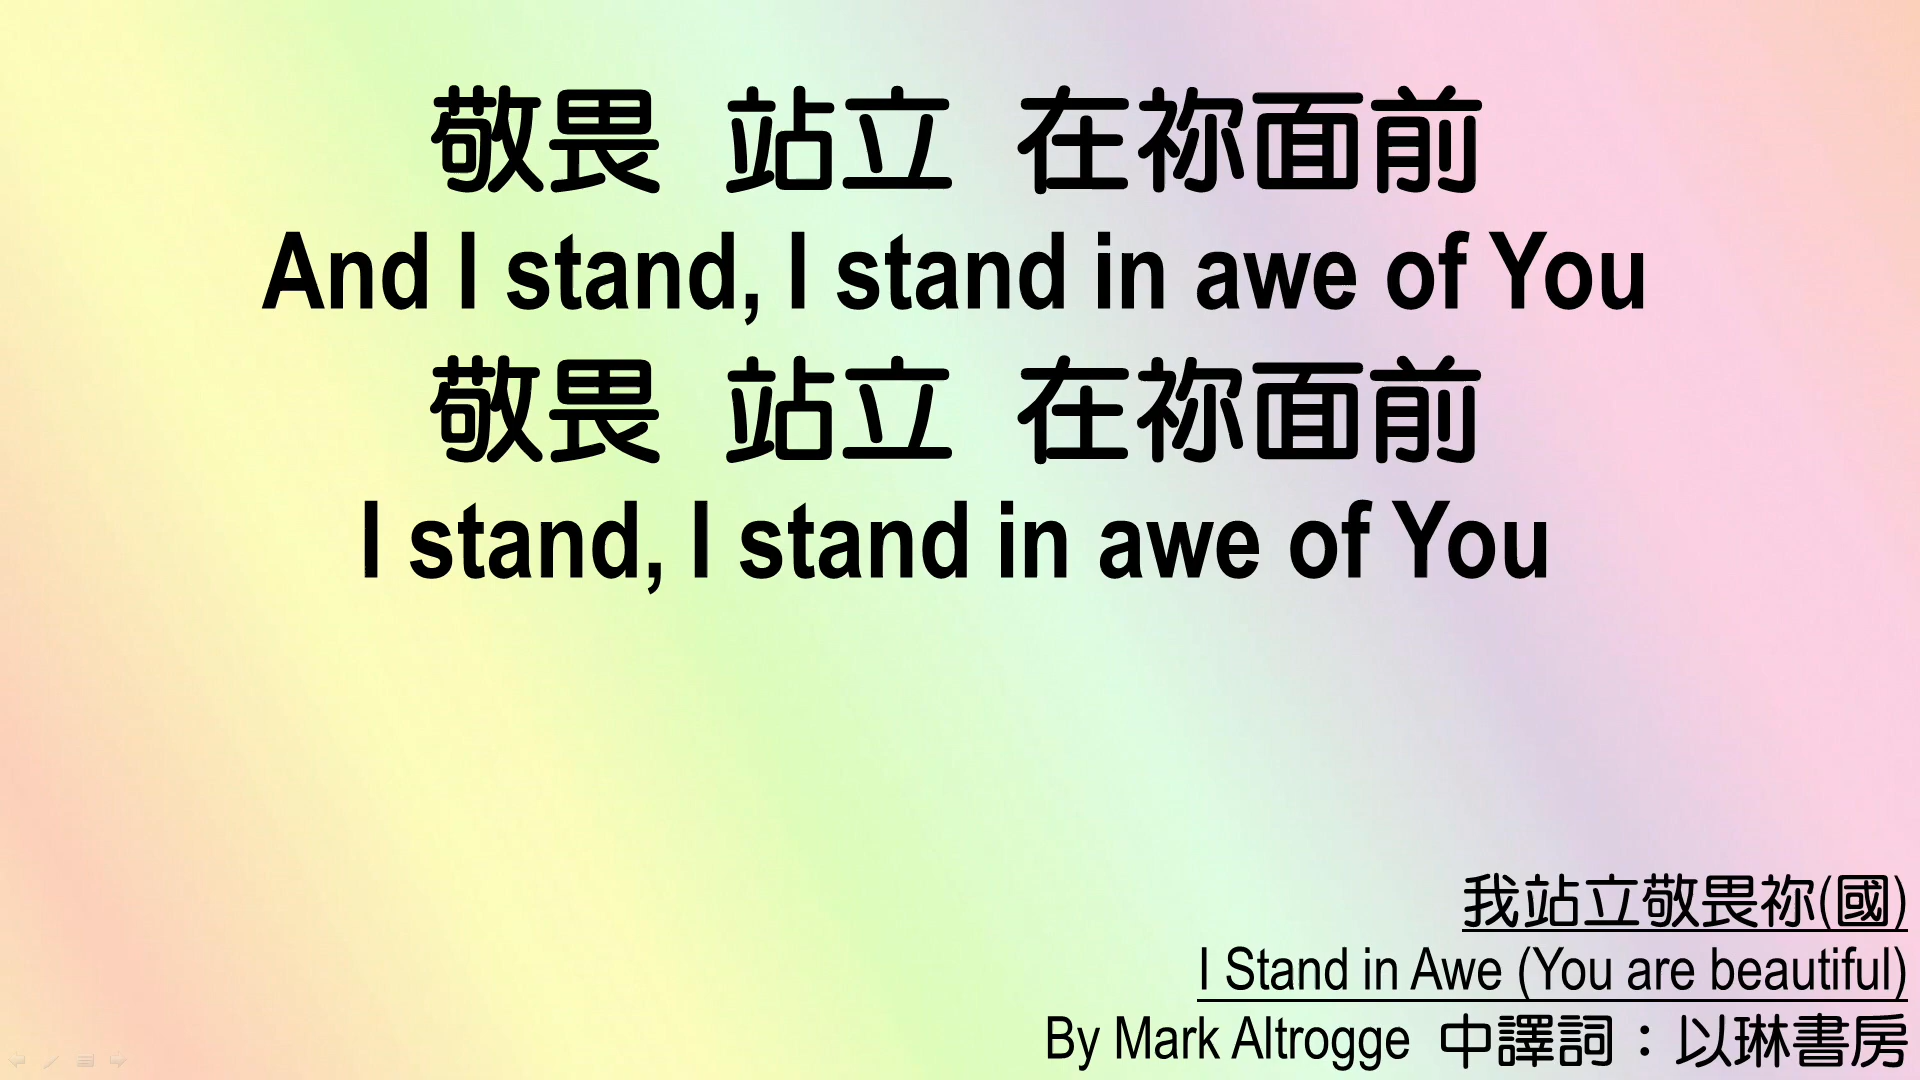 敬畏 站立 在祢面前
And I stand, I stand in awe of You
敬畏 站立 在祢面前
I stand, I stand in awe of You
我站立敬畏祢(國)
I Stand in Awe (You are beautiful)
By Mark Altrogge 中譯詞：以琳書房